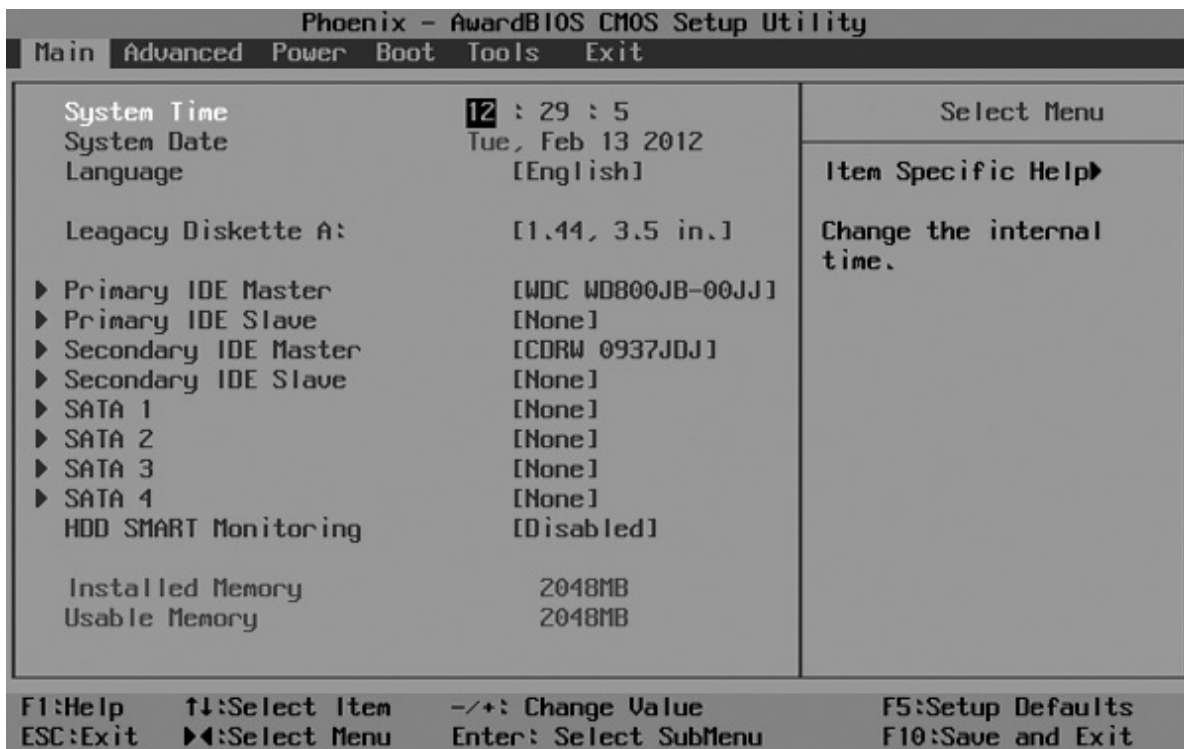 Phoenix - AwardBIOS CMOS Setup Utility
Main Advanced Power Boot Tools Exit
System Time 12 : 29 : 5
System Date Tue, Feb 13 2012
Language [English]
Leagacy Diskette A: [1.44, 3.5 in.]
▶ Primary IDE Master [WDC WD800JB-00JJ]
▶ Primary IDE Slave [None]
▶ Secondary IDE Master [CDRW 0937JDJ]
▶ Secondary IDE Slave [None]
▶ SATA 1 [None]
▶ SATA 2 [None]
▶ SATA 3 [None]
▶ SATA 4 [None]
HDD SMART Monitoring [Disabled]
Installed Memory 2048MB
Usable Memory 2048MB
Select Menu
Item Specific Help▶
Change the internal
time.
F1:Help ↑↓:Select Item -/+: Change Value F5:Setup Defaults
ESC:Exit ▶◀:Select Menu Enter: Select SubMenu F10:Save and Exit